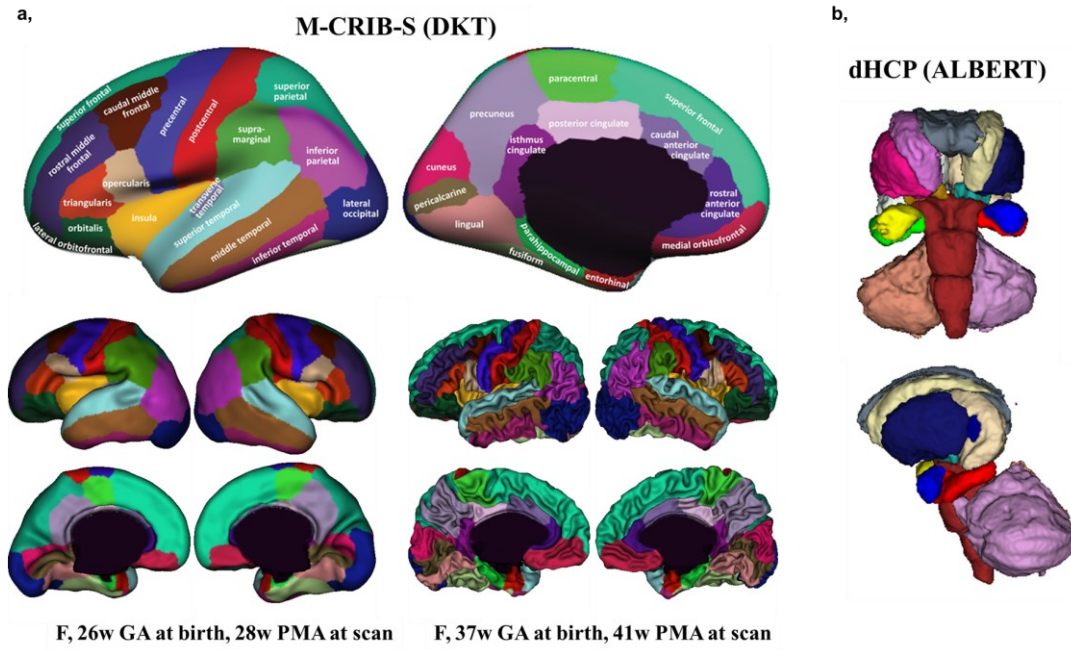 a,
M-CRIB-S (DKT)
superior frontal
caudal middle
frontal
precentral
postcentral
superior
parietal
rostral middle
frontal
supra-
marginal
inferior
parietal
opercularis
triangularis
insula
transverse
temporal
superior temporal
lateral
occipital
orbitalis
lateral orbitofrontal
middle temporal
inferior temporal
paracentral
superior frontal
precuneus
posterior cingulate
isthmus
cingulate
caudal
anterior
cingulate
cuneus
pericalcarine
lingual
rostral
anterior
cingulate
parahippocampal
medial orbitofrontal
fusiform
entorhinal
F, 26w GA at birth, 28w PMA at scan
F, 37w GA at birth, 41w PMA at scan
b,
dHCP (ALBERT)